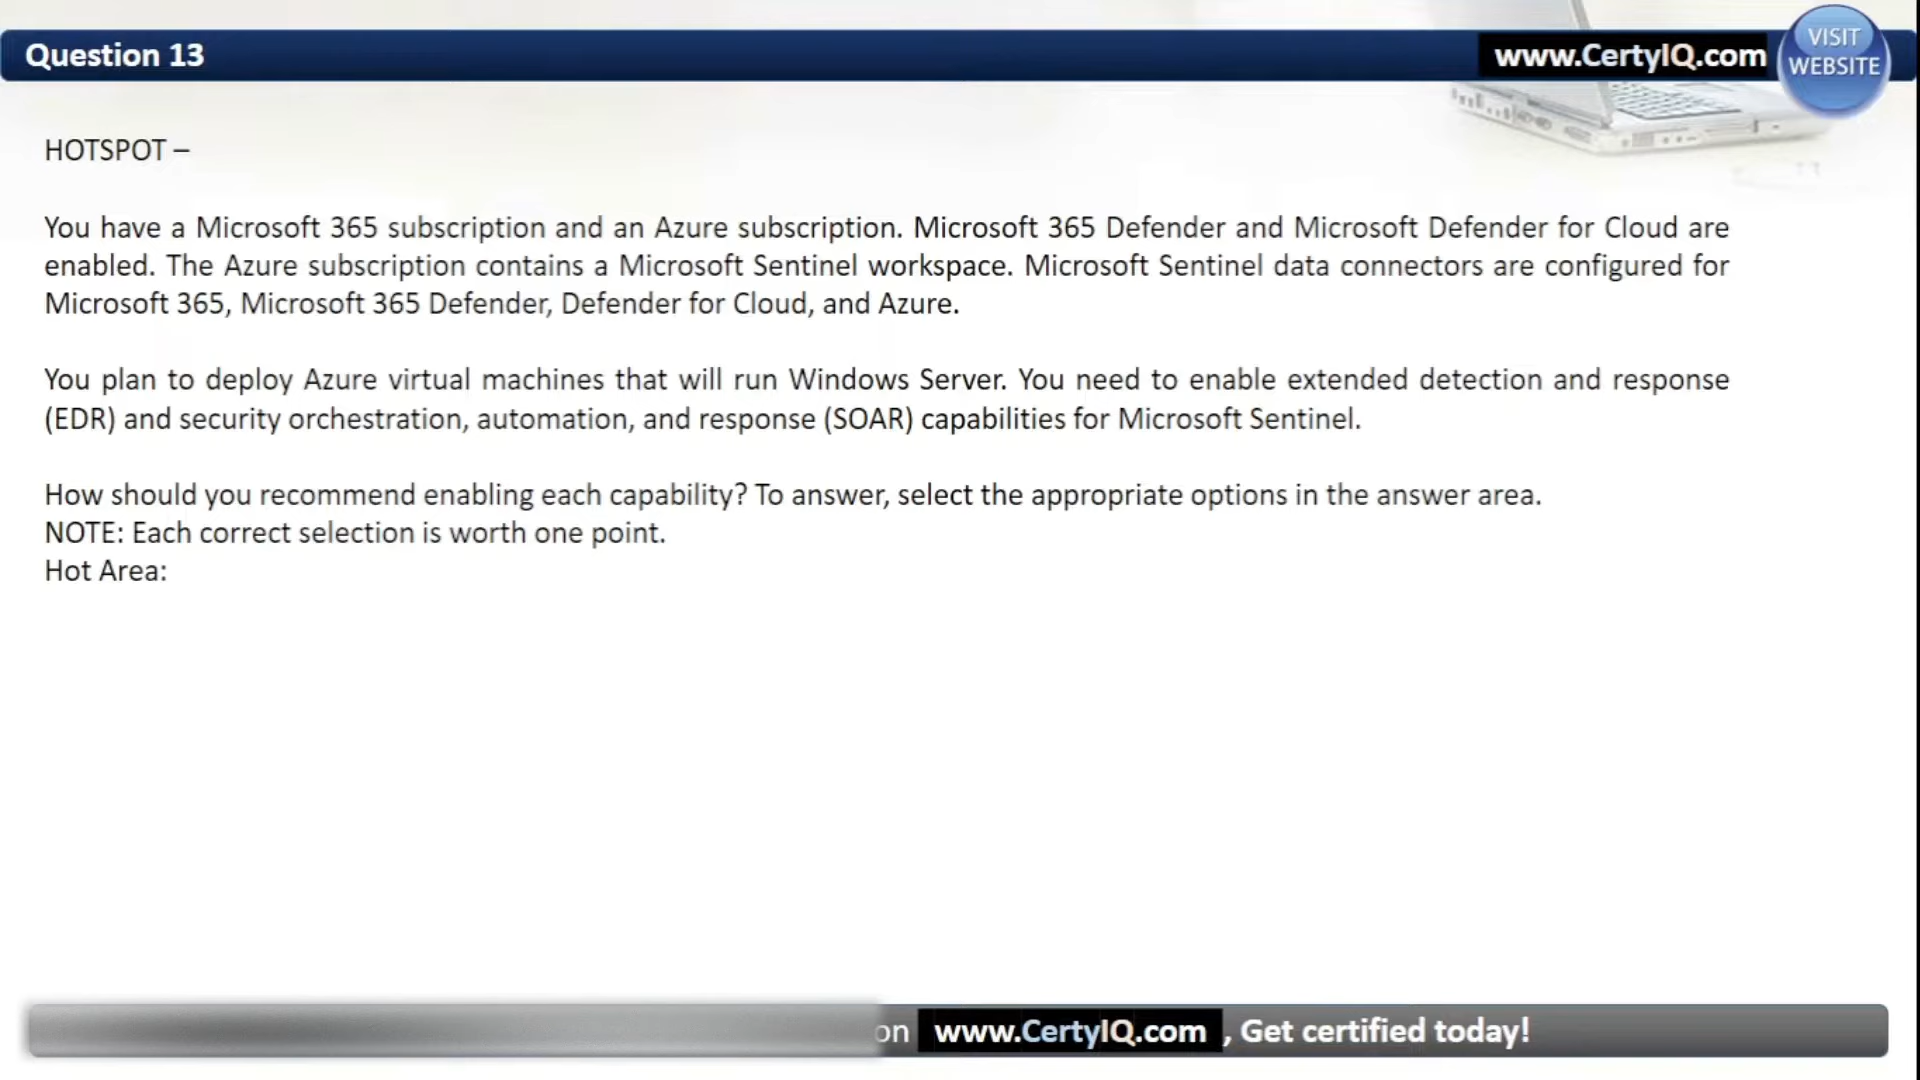 Question 13
www.CertyIQ.com
VISIT
WEBSITE
HOTSPOT –
You have a Microsoft 365 subscription and an Azure subscription. Microsoft 365 Defender and Microsoft Defender for Cloud are
enabled. The Azure subscription contains a Microsoft Sentinel workspace. Microsoft Sentinel data connectors are configured for
Microsoft 365, Microsoft 365 Defender, Defender for Cloud, and Azure.
You plan to deploy Azure virtual machines that will run Windows Server. You need to enable extended detection and response
(EDR) and security orchestration, automation, and response (SOAR) capabilities for Microsoft Sentinel.
How should you recommend enabling each capability? To answer, select the appropriate options in the answer area.
NOTE: Each correct selection is worth one point.
Hot Area:
on www.CertyIQ.com , Get certified today!